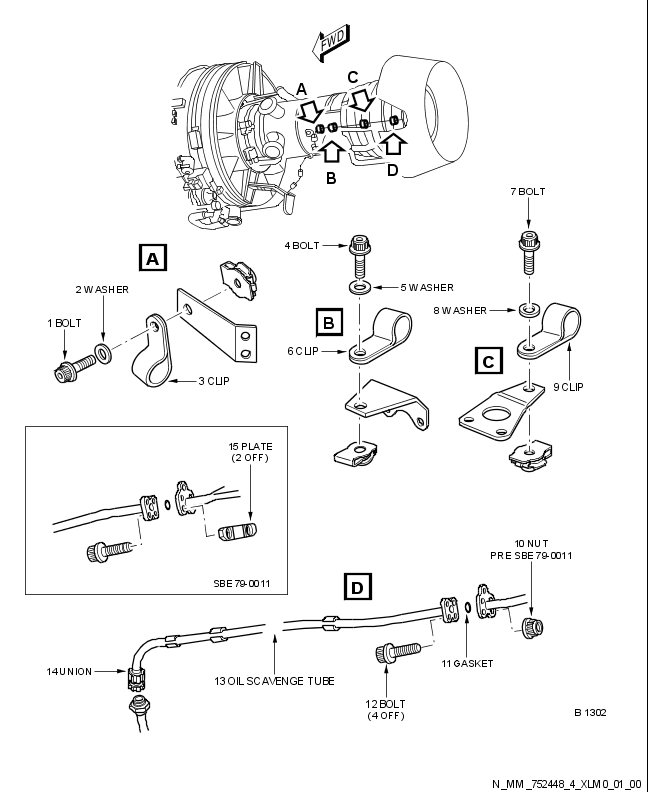 FWD
A
C
B
D
7 BOLT
4 BOLT
A
2 WASHER
5 WASHER
8 WASHER
1 BOLT
B
6 CLIP
C
3 CLIP
9 CLIP
15 PLATE
(2 OFF)
SBE 79-0011
10 NUT
PRE SBE 79-0011
D
14 UNION
13 OIL SCAVENGE TUBE
11 GASKET
12 BOLT
(4 OFF)
B 1302
N_MM_752448_4_XLM0_01_00